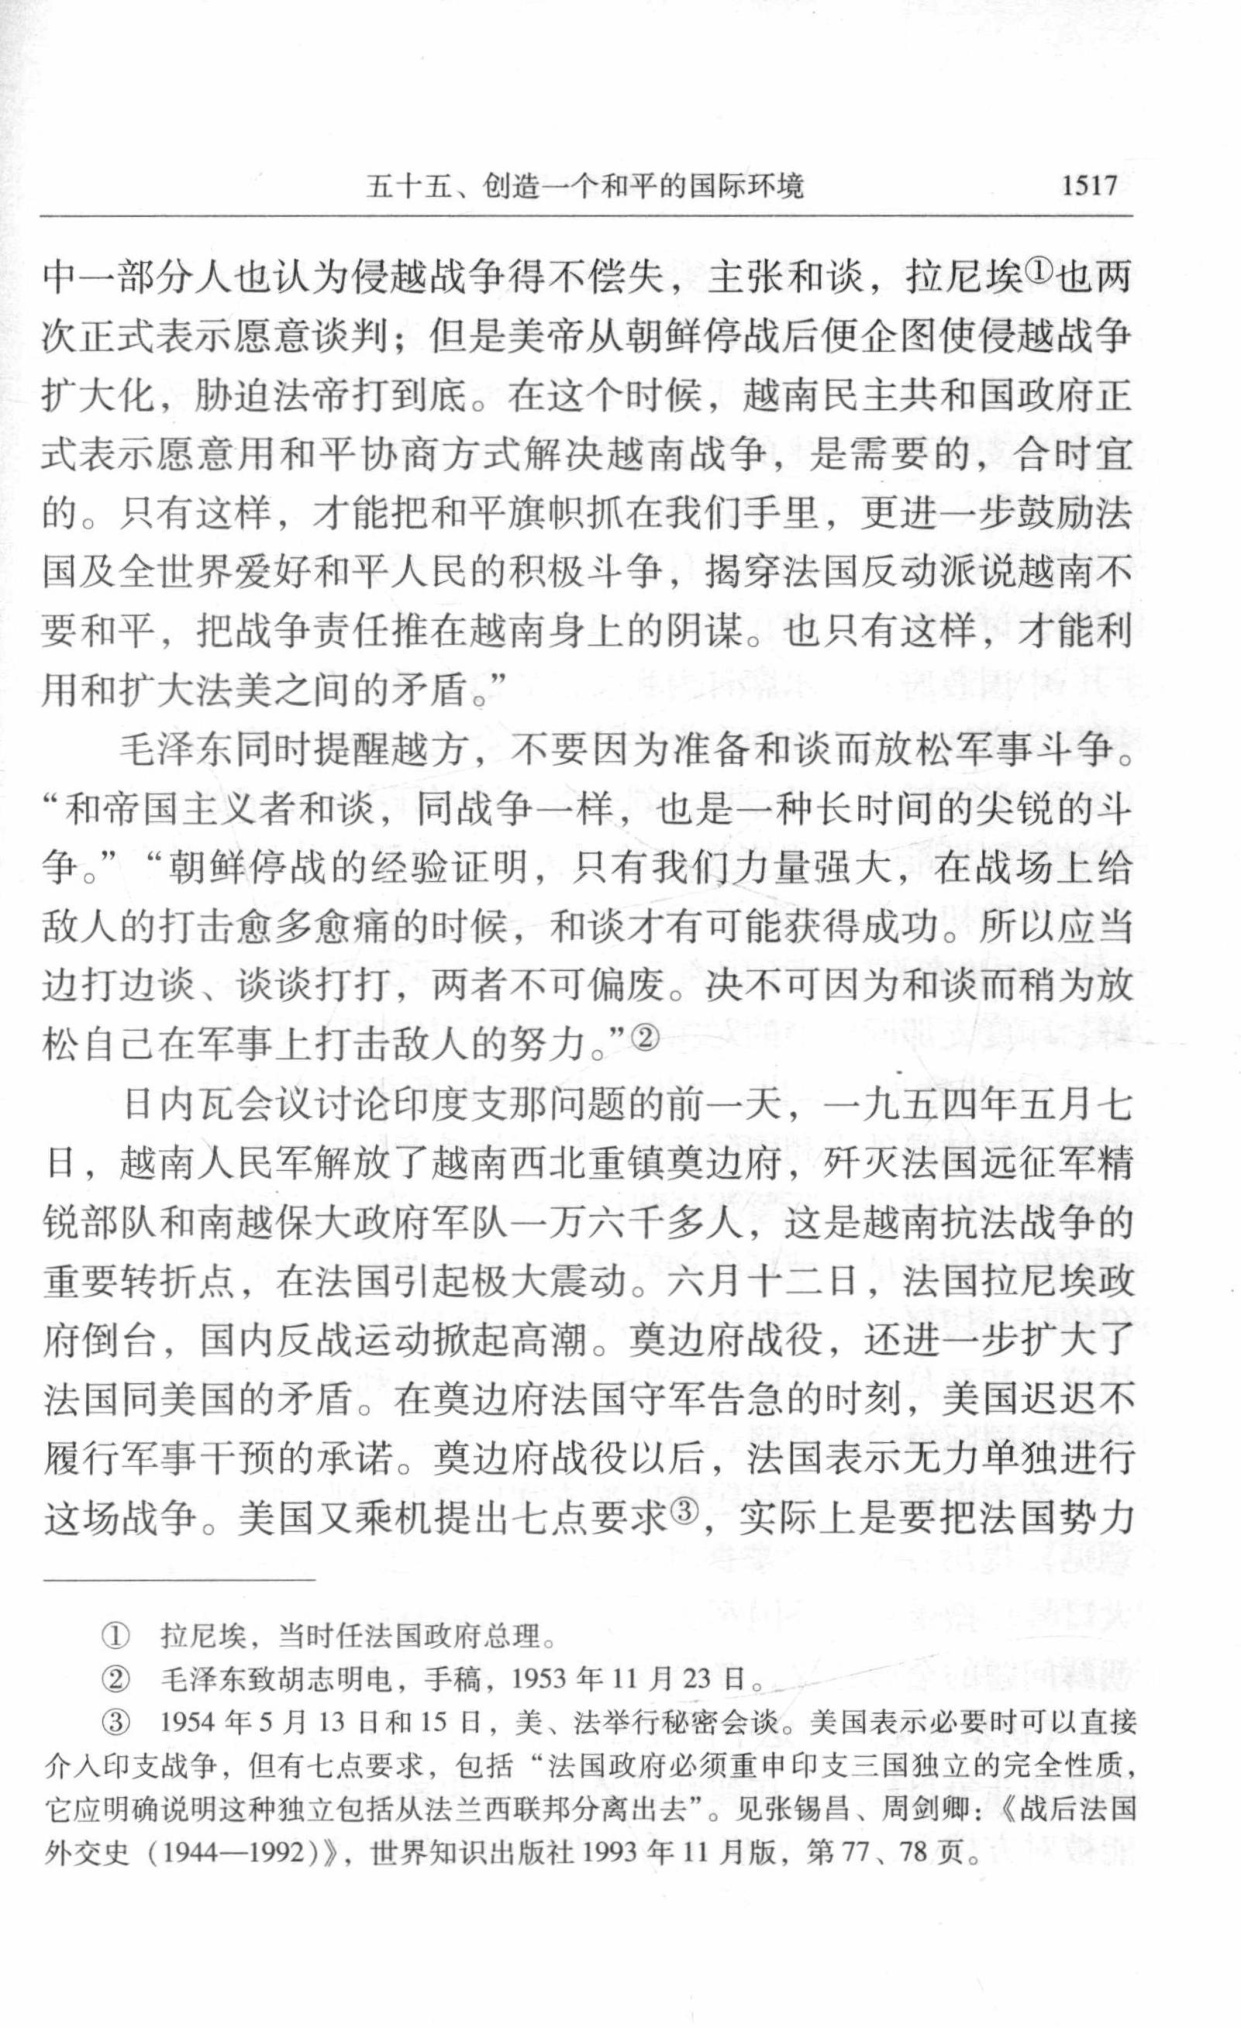 五十五、创造一个和平的国际环境 1517
中一部分人也认为侵越战争得不偿失，主张和谈，拉尼埃①也两
次正式表示愿意谈判；但是美帝从朝鲜停战后便企图使侵越战争
扩大化，胁迫法帝打到底。在这个时候，越南民主共和国政府正
式表示愿意用和平协商方式解决越南战争，是需要的，合时宜
的。只有这样，才能把和平旗帜抓在我们手里，更进一步鼓励法
国及全世界爱好和平人民的积极斗争，揭穿法国反动派说越南不
要和平，把战争责任推在越南身上的阴谋。也只有这样，才能利
用和扩大法美之间的矛盾。”
毛泽东同时提醒越方，不要因为准备和谈而放松军事斗争。
“和帝国主义者和谈，同战争一样，也是一种长时间的尖锐的斗
争。”“朝鲜停战的经验证明，只有我们力量强大，在战场上给
敌人的打击愈多愈痛的时候，和谈才有可能获得成功。所以应当
边打边谈、谈谈打打，两者不可偏废。决不可因为和谈而稍为放
松自己在军事上打击敌人的努力。”②
日内瓦会议讨论印度支那问题的前一天，一九五四年五月七
日，越南人民军解放了越南西北重镇奠边府，歼灭法国远征军精
锐部队和南越保大政府军队一万六千多人，这是越南抗法战争的
重要转折点，在法国引起极大震动。六月十二日，法国拉尼埃政
府倒台，国内反战运动掀起高潮。奠边府战役，还进一步扩大了
法国同美国的矛盾。在奠边府法国守军告急的时刻，美国迟迟不
履行军事干预的承诺。奠边府战役以后，法国表示无力单独进行
这场战争。美国又乘机提出七点要求③，实际上是要把法国势力
① 拉尼埃，当时任法国政府总理。
② 毛泽东致胡志明电，手稿，1953 年 11 月 23 日。
③ 1954 年 5 月 13 日和 15 日，美、法举行秘密会谈。美国表示必要时可以直接
介入印支战争，但有七点要求，包括“法国政府必须重申印支三国独立的完全性质，
它应明确说明这种独立包括从法兰西联邦分离出去”。见张锡昌、周剑卿：《战后法国
外交史（1944—1992）》，世界知识出版社 1993 年 11 月版，第 77、78 页。